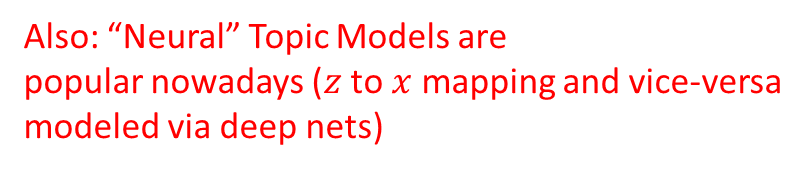 Also: “Neural” Topic Models are
popular nowadays (z to x mapping and vice-versa
modeled via deep nets)